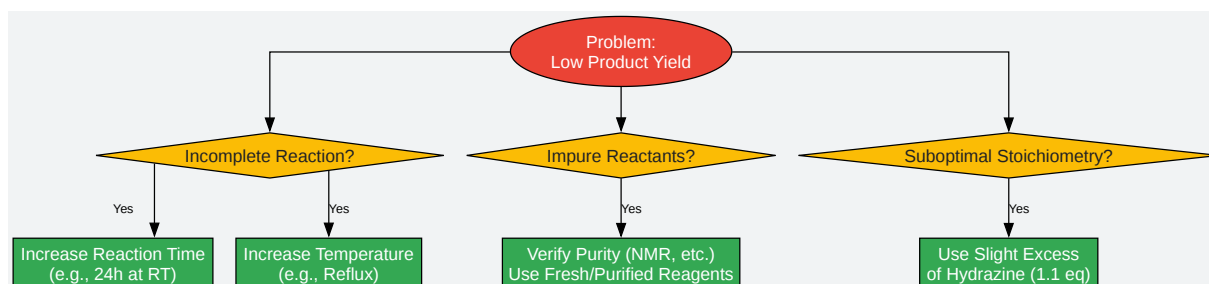 Problem:
Low Product Yield
Incomplete Reaction?
Impure Reactants?
Suboptimal Stoichiometry?
Yes
Yes
Yes
Yes
Increase Reaction Time
(e.g., 24h at RT)
Increase Temperature
(e.g., Reflux)
Verify Purity (NMR, etc.)
Use Fresh/Purified Reagents
Use Slight Excess
of Hydrazine (1.1 eq)